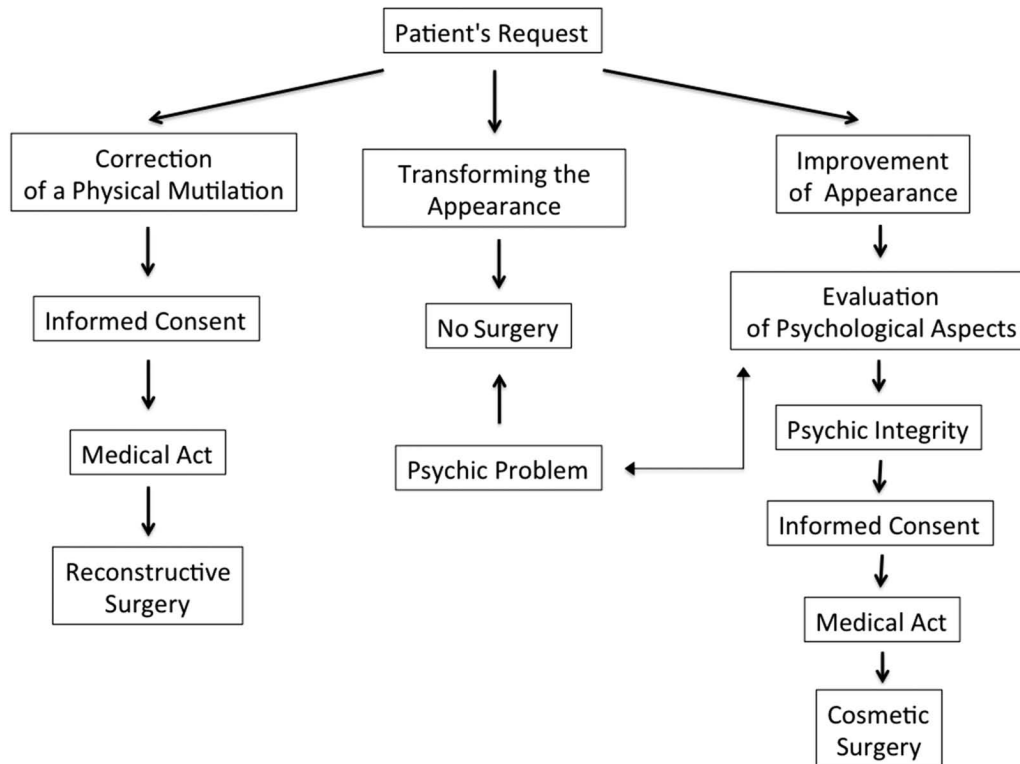 Patient's Request
Correction
of a Physical Mutilation
Transforming the
Appearance
Improvement
of Appearance
Informed Consent
No Surgery
Evaluation
of Psychological Aspects
Medical Act
Psychic Problem
Psychic Integrity
Informed Consent
Reconstructive
Surgery
Medical Act
Cosmetic
Surgery